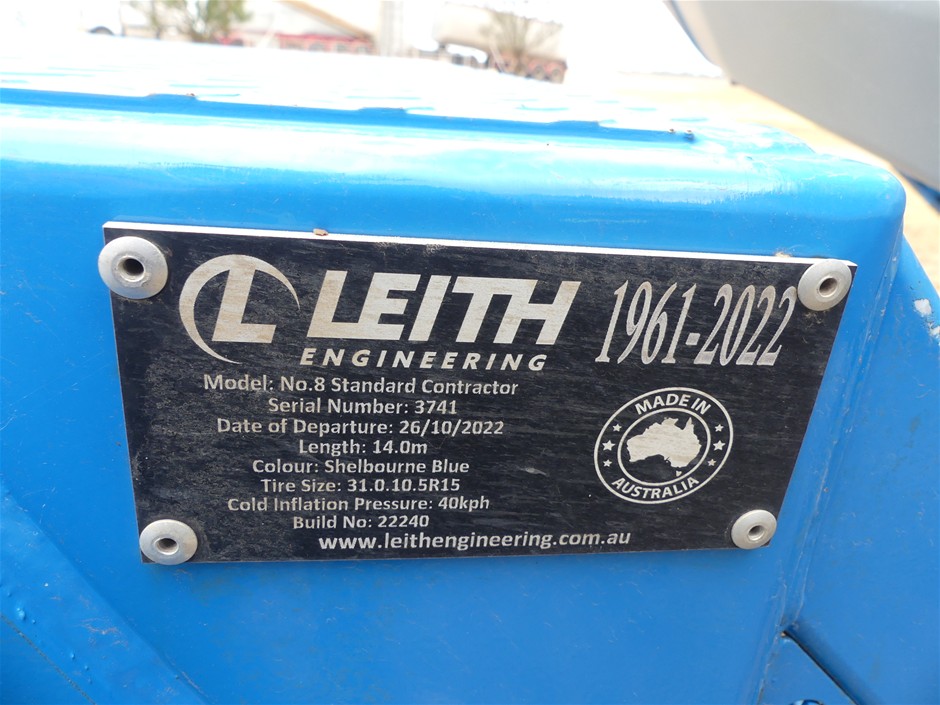 L LEITH
ENGINEERING
1961-2022
Model: No.8 Standard Contractor
Serial Number: 3741
Date of Departure: 26/10/2022
Length: 14.0m
Colour: Shelbourne Blue
Tire Size: 31.0.10.5R15
Cold Inflation Pressure: 40kph
Build No: 22240
www.leithengineering.com.au
MADE IN
AUSTRALIA